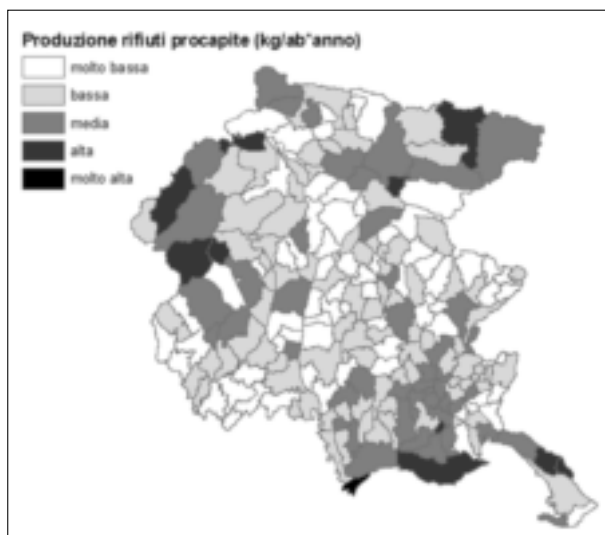 Produzione rifiuti procapite (kg/ab*anno)
molto bassa
bassa
media
alta
molto alta